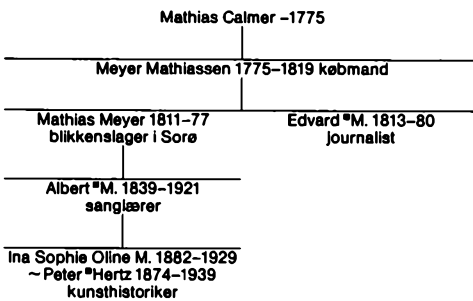 Mathias Calmer –1775
Meyer Mathiassen 1775–1819 købmand
Mathias Meyer 1811–77
blikkenslager i Sorø
Edvard ▪M. 1813–80
journalist
Albert ▪M. 1839–1921
sanglærer
Ina Sophie Oline M. 1882–1929
~ Peter ▪Hertz 1874–1939
kunsthistoriker